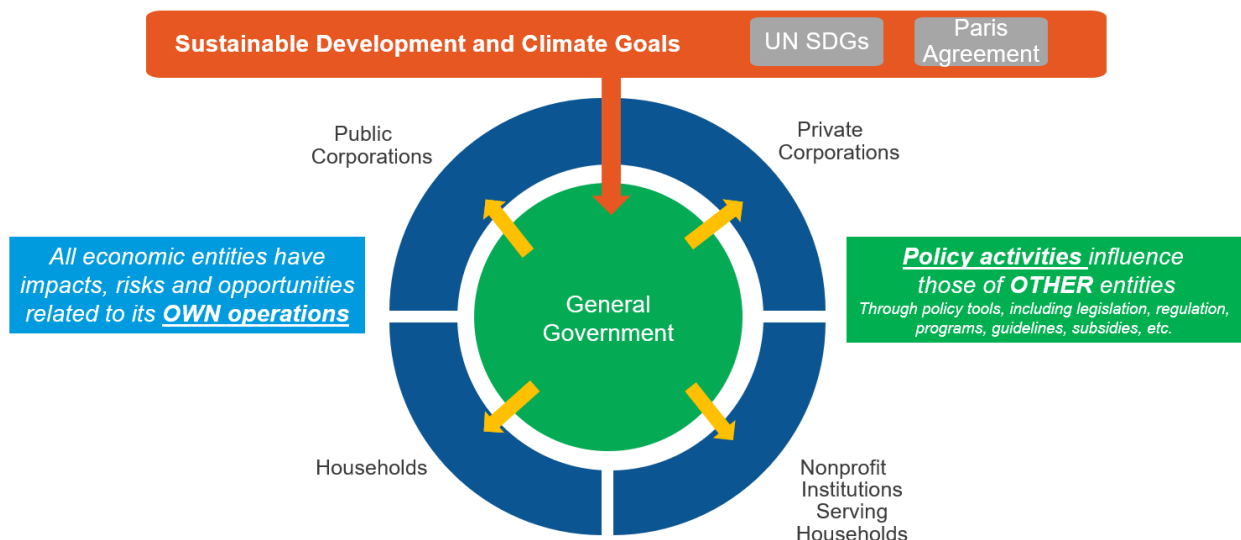 Sustainable Development and Climate Goals
UN SDGs
Paris
Agreement
Public
Corporations
Private
Corporations
All economic entities have
impacts, risks and opportunities
related to its OWN operations
General
Government
Policy activities influence
those of OTHER entities
Through policy tools, including legislation, regulation,
programs, guidelines, subsidies, etc.
Households
Nonprofit
Institutions
Serving
Households